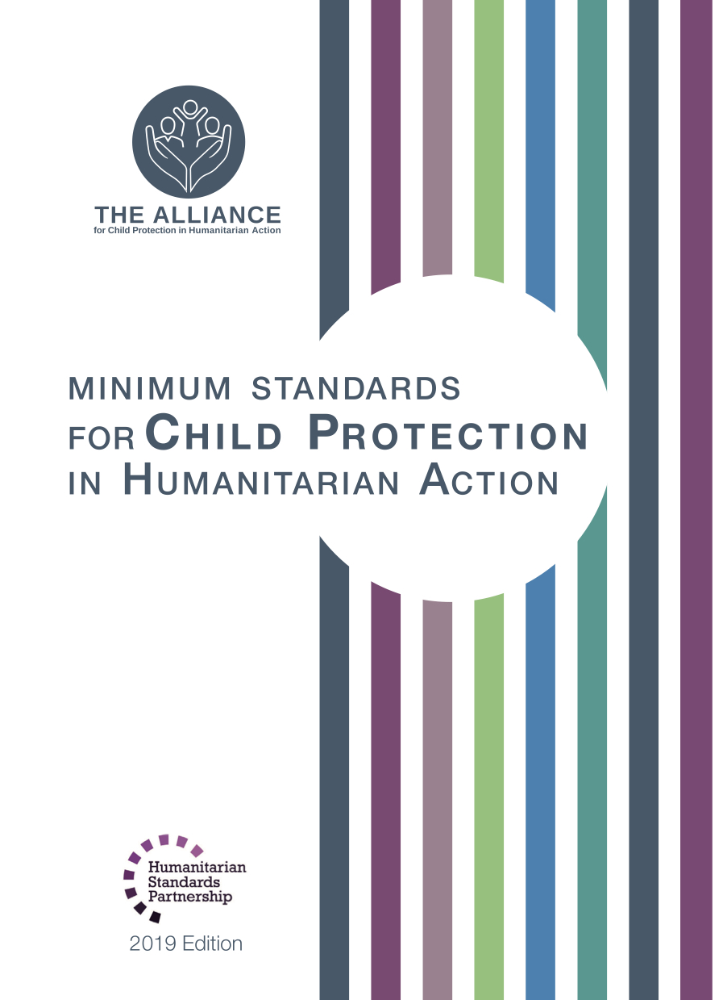 THE ALLIANCE
for Child Protection in Humanitarian Action
MINIMUM STANDARDS
FOR CHILD PROTECTION
IN HUMANITARIAN ACTION
Humanitarian
Standards
Partnership
2019 Edition